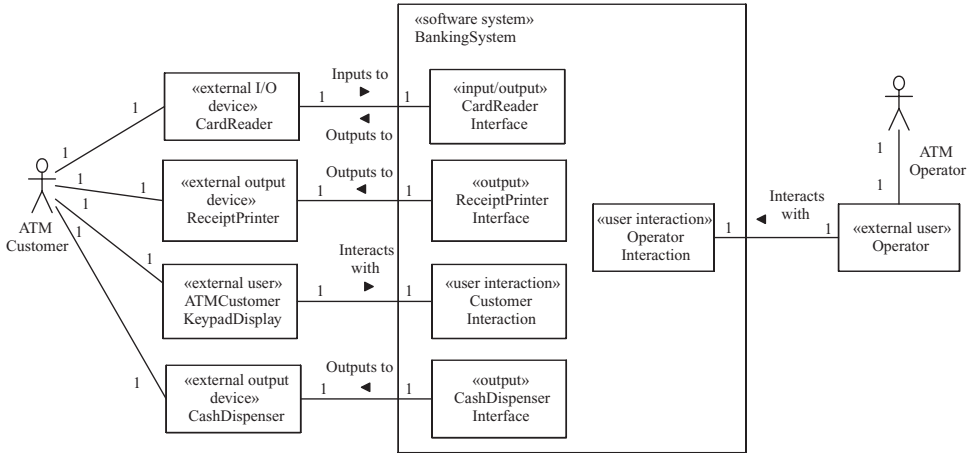 «software system»
BankingSystem
Inputs to
«external I/O
device»
CardReader
1
1
1
1
«input/output»
CardReader
Interface
Outputs to
1
1
«external output
device»
ReceiptPrinter
Outputs to
1
1
«output»
ReceiptPrinter
Interface
ATM
Customer
1
1
«external user»
ATMCustomer
KeypadDisplay
Interacts
with
1
1
«user interaction»
Customer
Interaction
1
1
«external output
device»
CashDispenser
Outputs to
1
1
«output»
CashDispenser
Interface
«user interaction»
Operator
Interaction
1
Interacts
with
1
«external user»
Operator
1
1
ATM
Operator